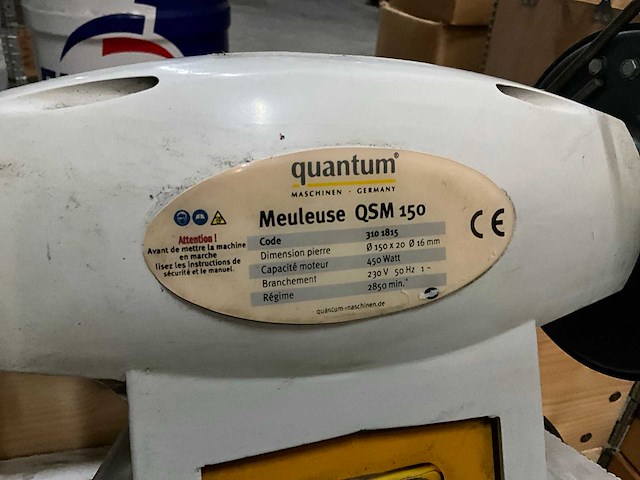 quantum®
MASCHINEN - GERMANY
Meuleuse QSM 150
Attention !
Avant de mettre la machine
en marche
lisez les instructions de
sécurité et le manuel.
Code 310 1815
Dimension pierre Ø 150 x 20 Ø 16 mm
Capacité moteur 450 Watt
Branchement 230 V 50 Hz 1 ~
Régime 2850 min.⁻¹
quantum-maschinen.de
CE